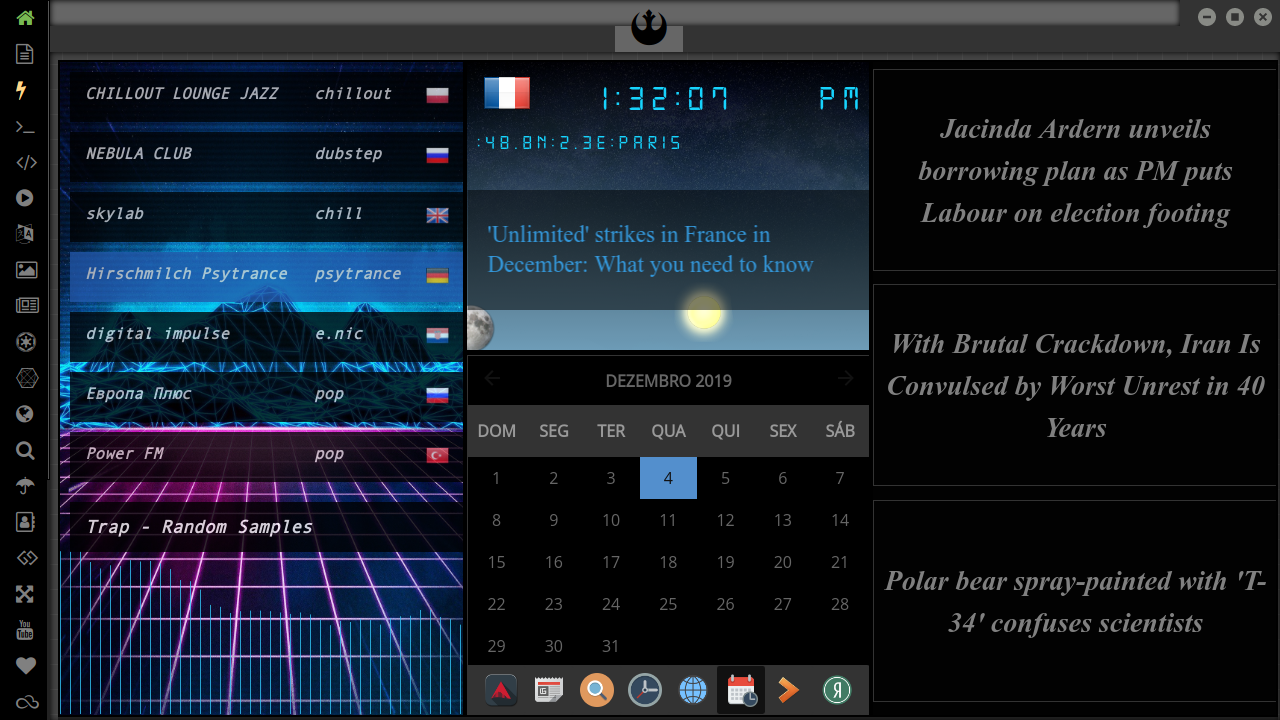 CHILLOUT LOUNGE JAZZ chillout
NEBULA CLUB dubstep
skylab chill
Hirschmilch Psytrance psytrance
digital impulse e.nic
Европа Плюс pop
Power FM pop
Trap - Random Samples
1:32:07 PM
:48.8N:2.3E:PARIS
'Unlimited' strikes in France in
December: What you need to know
DEZEMBRO 2019
DOM SEG TER QUA QUI SEX SÁB
1 2 3 4 5 6 7
8 9 10 11 12 13 14
15 16 17 18 19 20 21
22 23 24 25 26 27 28
29 30 31
Jacinda Ardern unveils
borrowing plan as PM puts
Labour on election footing
With Brutal Crackdown, Iran Is
Convulsed by Worst Unrest in 40
Years
Polar bear spray-painted with 'T-
34' confuses scientists
You
Tube
Я